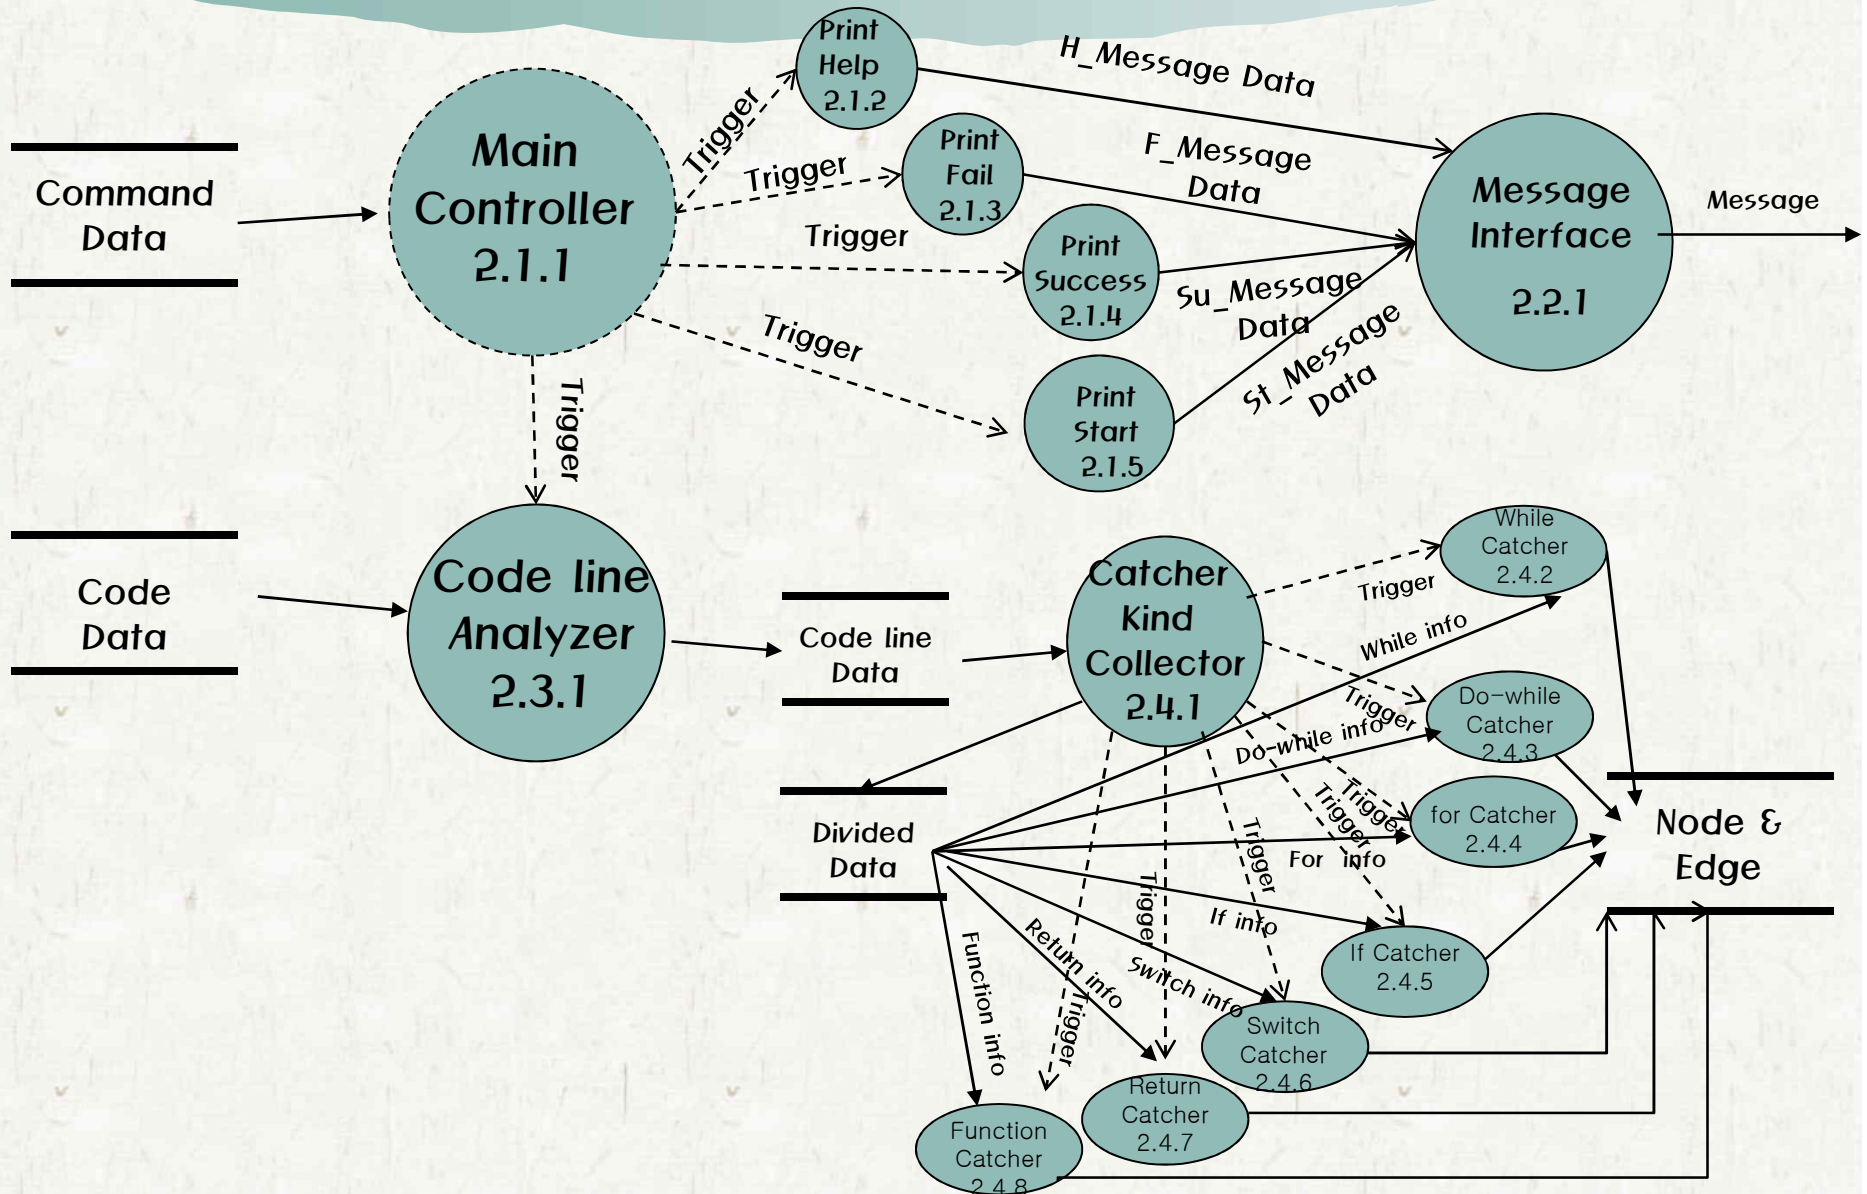 Print
Help
2.1.2
H_Message Data
Trigger
Main
Controller
2.1.1
Trigger
Print
Fail
2.1.3
F_Message
Data
Message
Interface
2.2.1
Message
Command
Data
Trigger
Print
Success
2.1.4
Su_Message
Data
Trigger
Print
Start
2.1.5
St_Message
Data
Trigger
Code
Data
Code line
Analyzer
2.3.1
Code line
Data
Catcher
Kind
Collector
2.4.1
While
Catcher
2.4.2
Trigger
While info
Trigger
Do-while
Catcher
2.4.3
Do-while info
Divided
Data
Trigger
Trigger
for Catcher
2.4.4
For info
Node &
Edge
Trigger
Trigger
If info
If Catcher
2.4.5
Function info
Return info
Switch info
Trigger
Switch
Catcher
2.4.6
Return
Catcher
2.4.7
Function
Catcher
2.4.8